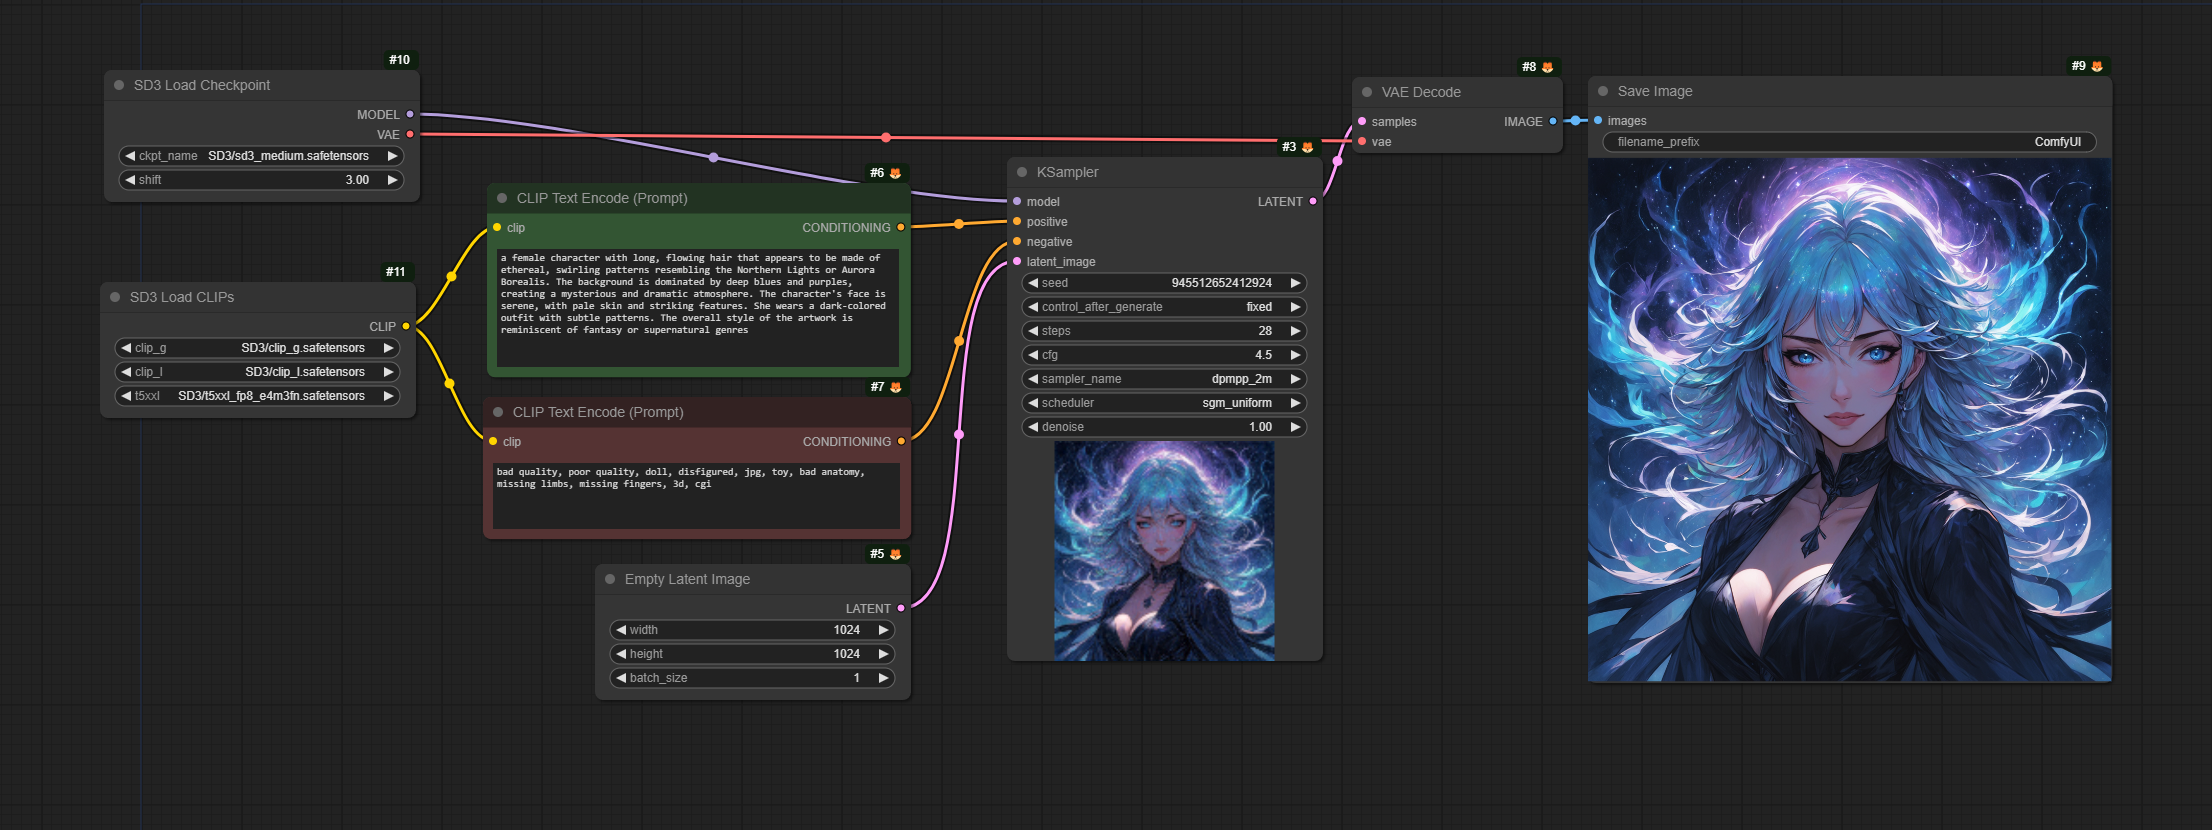 #10
SD3 Load Checkpoint
MODEL
VAE
ckpt_name SD3/sd3_medium.safetensors
shift 3.00
#11
SD3 Load CLIPs
CLIP
clip_g SD3/clip_g.safetensors
clip_l SD3/clip_l.safetensors
t5xxl SD3/t5xxl_fp8_e4m3fn.safetensors
#6
CLIP Text Encode (Prompt)
clip CONDITIONING
a female character with long, flowing hair that appears to be made of
ethereal, swirling patterns resembling the Northern Lights or Aurora
Borealis. The background is dominated by deep blues and purples,
creating a mysterious and dramatic atmosphere. The character's face is
serene, with pale skin and striking features. She wears a dark-colored
outfit with subtle patterns. The overall style of the artwork is
reminiscent of fantasy or supernatural genres
#7
CLIP Text Encode (Prompt)
clip CONDITIONING
bad quality, poor quality, doll, disfigured, jpg, toy, bad anatomy,
missing limbs, missing fingers, 3d, cgi
#5
Empty Latent Image
LATENT
width 1024
height 1024
batch_size 1
#3
KSampler
model LATENT
positive
negative
latent_image
seed 945512652412924
control_after_generate fixed
steps 28
cfg 4.5
sampler_name dpmpp_2m
scheduler sgm_uniform
denoise 1.00
#8
VAE Decode
samples IMAGE
vae
#9
Save Image
images
filename_prefix ComfyUI